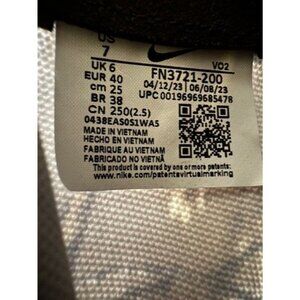 US
7
UK 6
EUR 40
cm 25
BR 38
CN 250(2.5)
VO2
FN3721-200
04/12/23 06/08/23
UPC 00196969685478
0438EAS0S1WA5
MADE IN VIETNAM
HECHO EN VIETNAM
FABRIQUÉ AU VIETNAM
FABRICADO NO VIETNÃ
This product is covered by one or more patents:
www.nike.com/patentsvirtualmarking